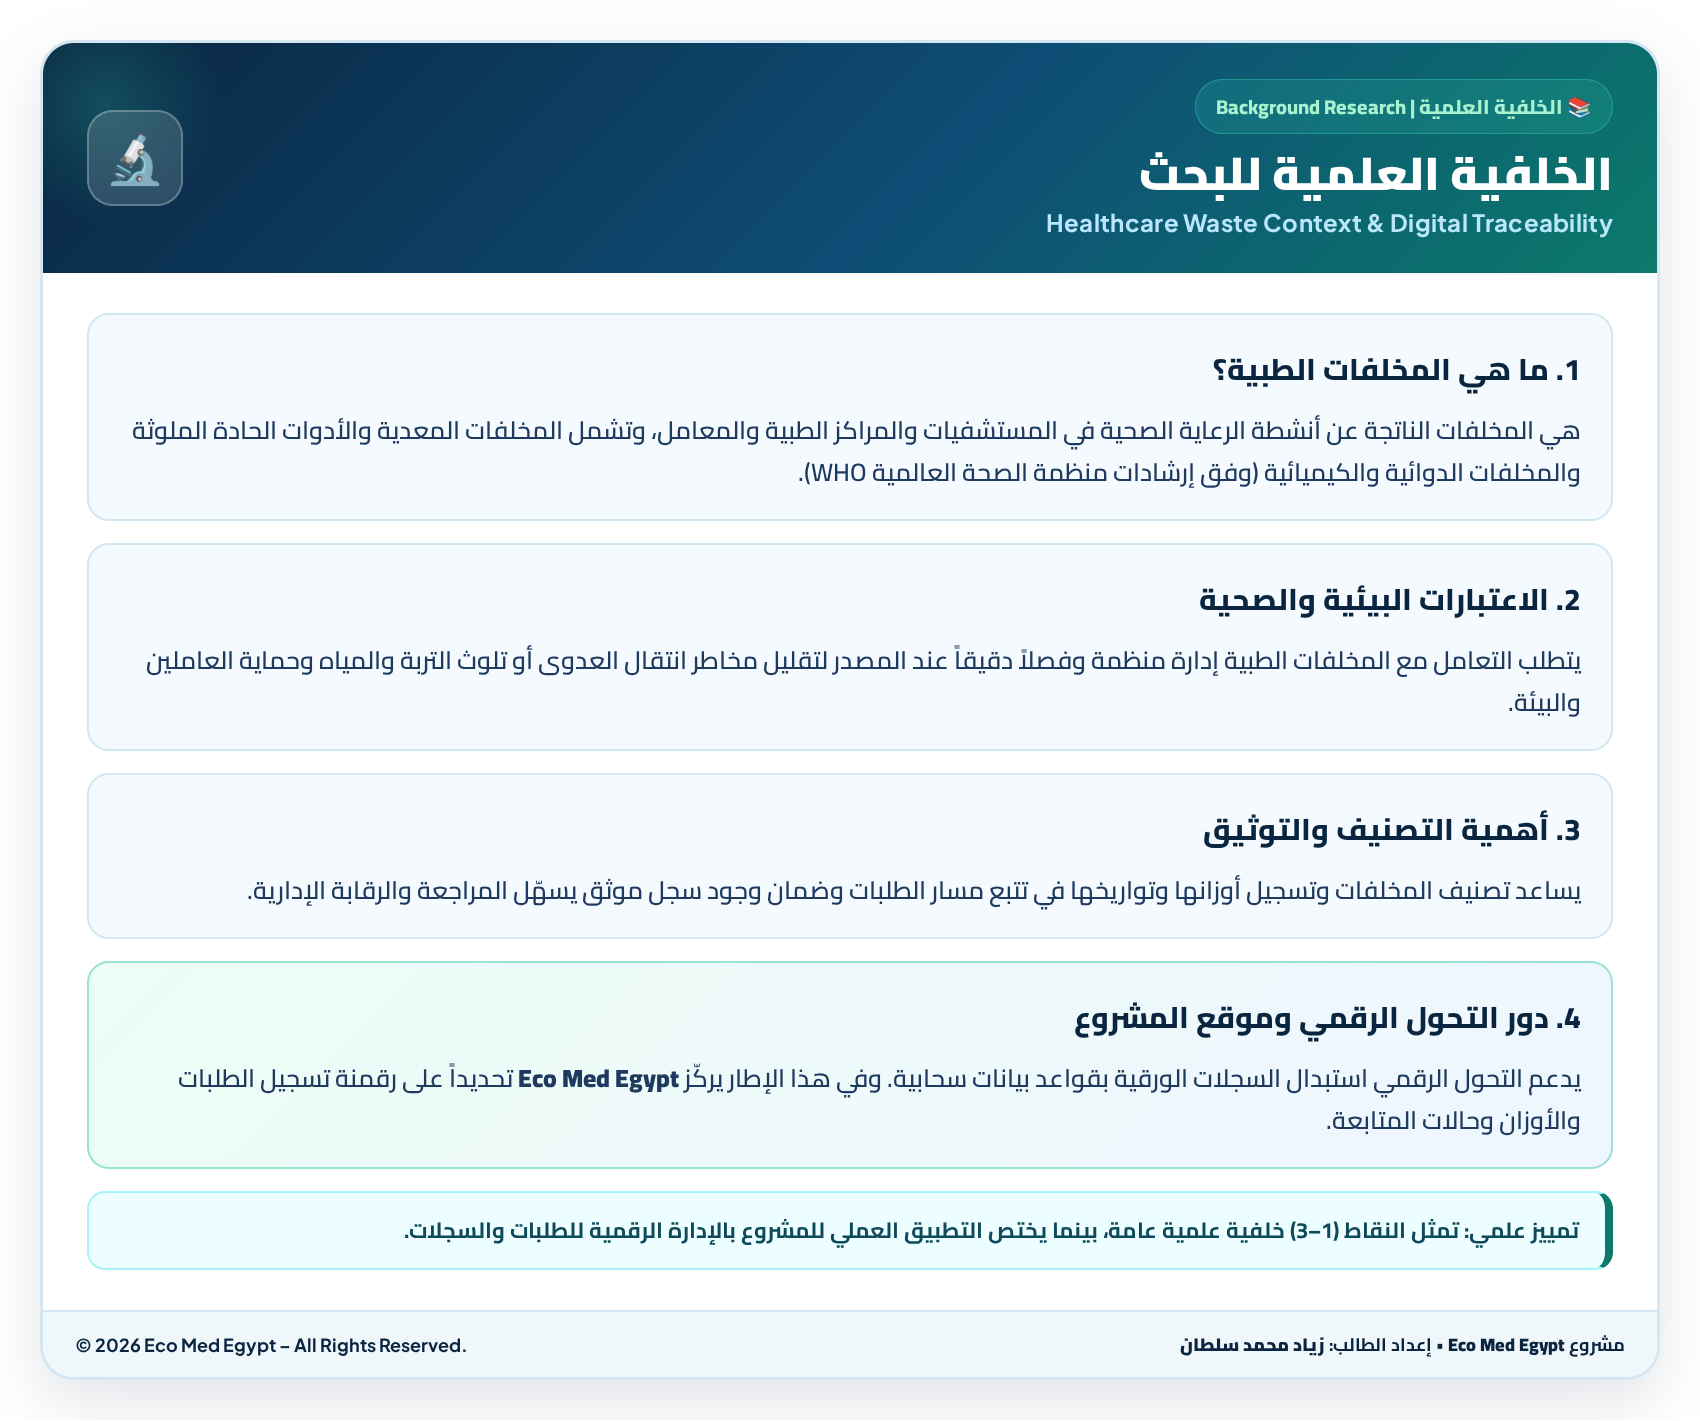 📚 الخلفية العلمية | Background Research
الخلفية العلمية للبحث
Healthcare Waste Context & Digital Traceability
1. ما هي المخلفات الطبية؟
هي المخلفات الناتجة عن أنشطة الرعاية الصحية في المستشفيات والمراكز الطبية والمعامل، وتشمل المخلفات المعدية والأدوات الحادة الملوثة
والمخلفات الدوائية والكيميائية (وفق إرشادات منظمة الصحة العالمية WHO).
2. الاعتبارات البيئية والصحية
يتطلب التعامل مع المخلفات الطبية إدارة منظمة وفصلاً دقيقاً عند المصدر لتقليل مخاطر انتقال العدوى أو تلوث التربة والمياه وحماية العاملين
والبيئة.
3. أهمية التصنيف والتوثيق
يساعد تصنيف المخلفات وتسجيل أوزانها وتواريخها في تتبع مسار الطلبات وضمان وجود سجل موثق يسهّل المراجعة والرقابة الإدارية.
4. دور التحول الرقمي وموقع المشروع
يدعم التحول الرقمي استبدال السجلات الورقية بقواعد بيانات سحابية. وفي هذا الإطار يركّز Eco Med Egypt تحديداً على رقمنة تسجيل الطلبات
والأوزان وحالات المتابعة.
تمييز علمي: تمثل النقاط (1–3) خلفية علمية عامة، بينما يختص التطبيق العملي للمشروع بالإدارة الرقمية للطلبات والسجلات.
مشروع Eco Med Egypt • إعداد الطالب: زياد محمد سلطان
© 2026 Eco Med Egypt – All Rights Reserved.